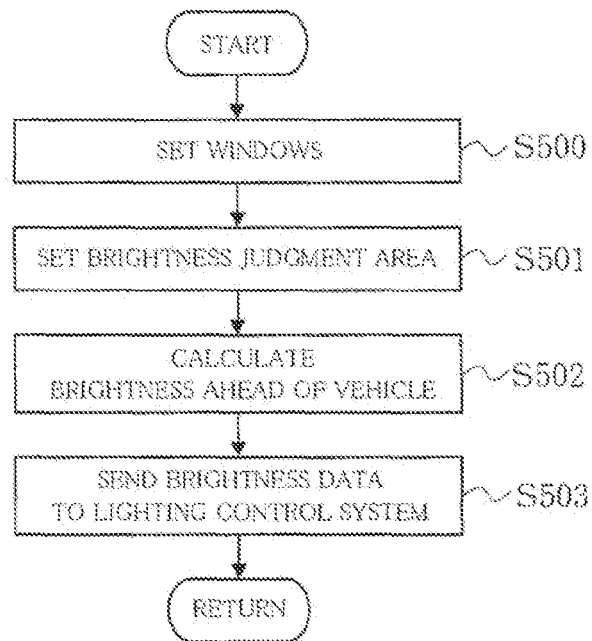 START
SET WINDOWS
S500
SET BRIGHTNESS JUDGMENT AREA
S501
CALCULATE
BRIGHTNESS AHEAD OF VEHICLE
S502
SEND BRIGHTNESS DATA
TO LIGHTING CONTROL SYSTEM
S503
RETURN